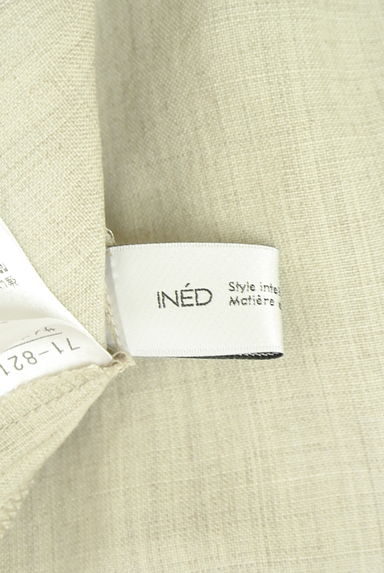 INÉD
Style inte
Matière
71-821